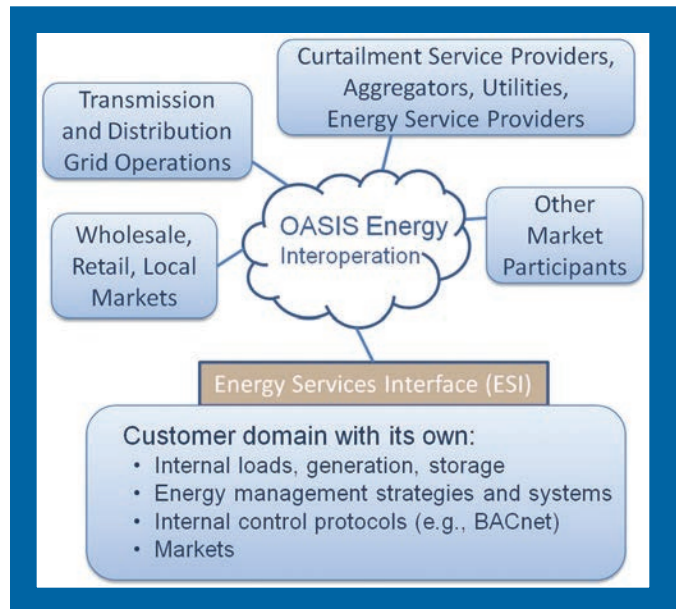 Curtailment Service Providers,
Aggregators, Utilities,
Energy Service Providers
Transmission
and Distribution
Grid Operations
OASIS Energy
Interoperation
Other
Market
Participants
Wholesale,
Retail, Local
Markets
Energy Services Interface (ESI)
Customer domain with its own:
• Internal loads, generation, storage
• Energy management strategies and systems
• Internal control protocols (e.g., BACnet)
• Markets